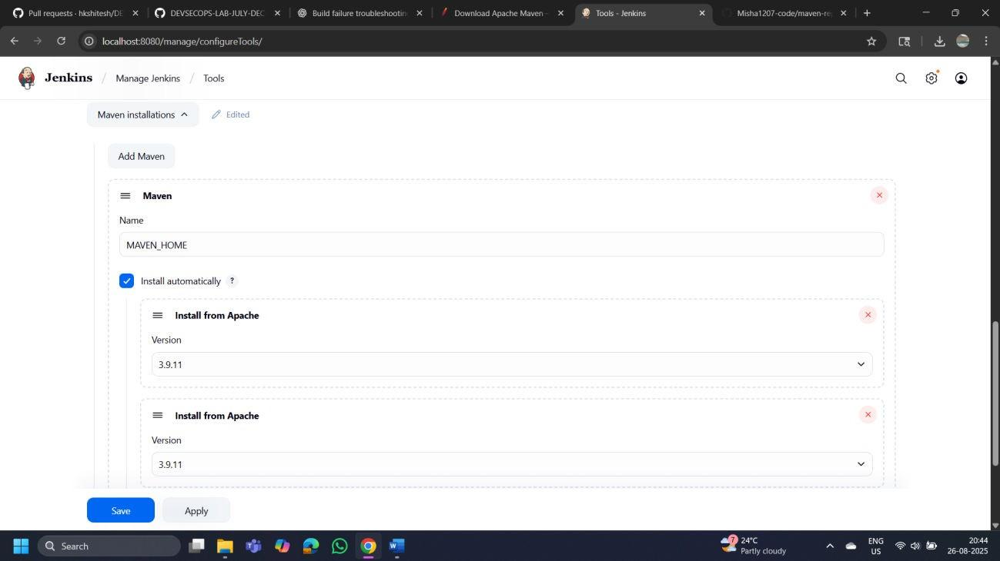 Pull requests · hkshitesh/DE
DEVSECOPS-LAB-JULY-DEC
Build failure troubleshootin
Download Apache Maven –
Tools - Jenkins
Misha1207-code/maven-re
localhost:8080/manage/configureTools/
Jenkins / Manage Jenkins / Tools
Maven installations
Edited
Add Maven
Maven
Name
MAVEN_HOME
Install automatically ?
Install from Apache
Version
3.9.11
Install from Apache
Version
3.9.11
Save
Apply
Search
7
24°C
Partly cloudy
ENG
US
20:44
26-08-2025